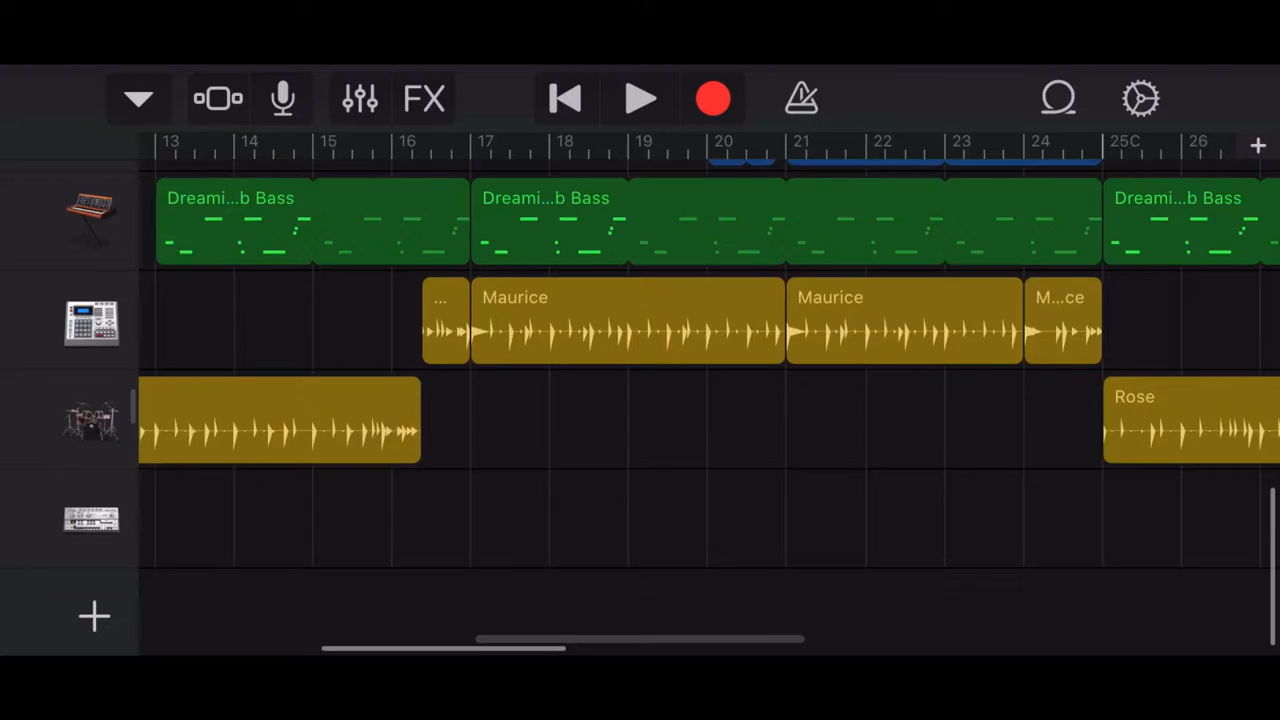 FX
13 14 15 16 17 18 19 20 21 22 23 24 25C 26 +
Dreami...b Bass Dreami...b Bass Dreami...b Bass
... Maurice Maurice M...ce
Rose